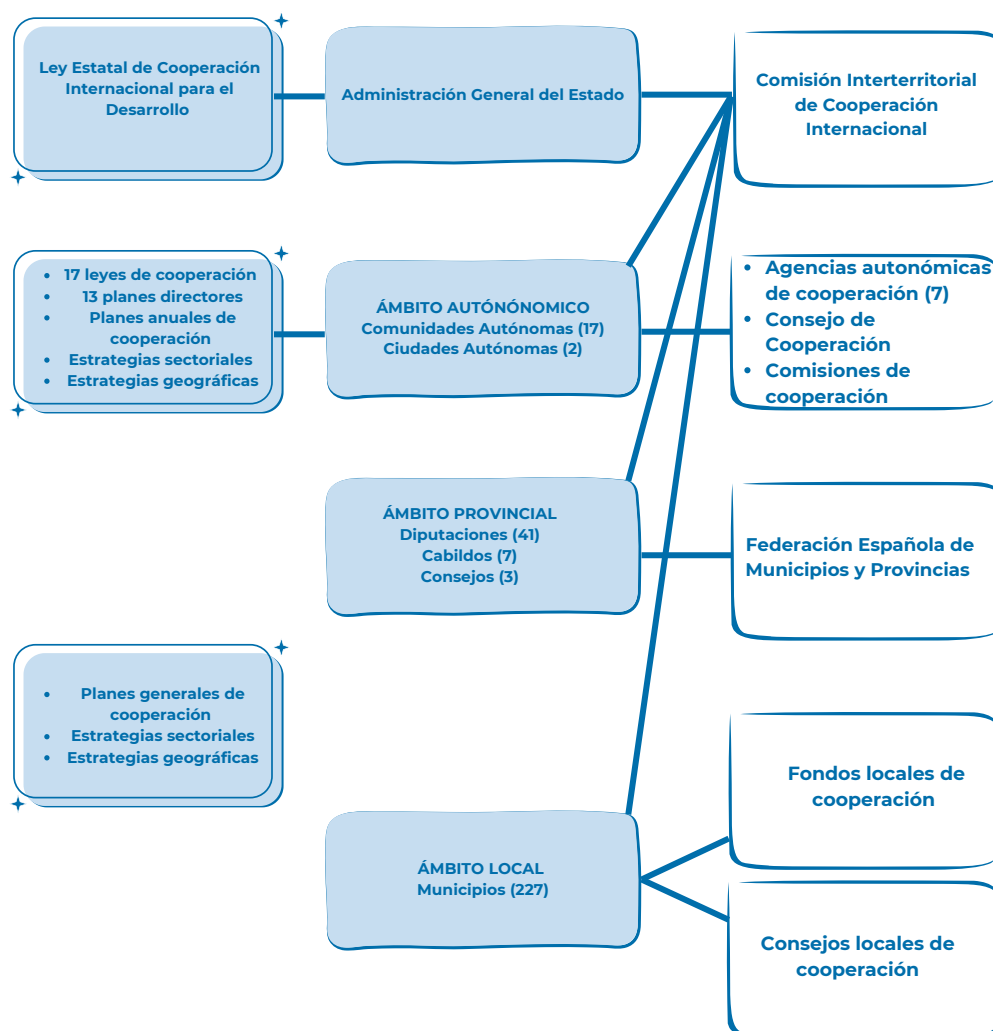 Ley Estatal de Cooperación
Internacional para el
Desarrollo
Administración General del Estado
Comisión Interterritorial
de Cooperación
Internacional
• 17 leyes de cooperación
• 13 planes directores
• Planes anuales de
cooperación
• Estrategias sectoriales
• Estrategias geográficas
ÁMBITO AUTÓNÓNOMICO
Comunidades Autónomas (17)
Ciudades Autónomas (2)
• Agencias autonómicas
de cooperación (7)
• Consejo de
Cooperación
• Comisiones de
cooperación
ÁMBITO PROVINCIAL
Diputaciones (41)
Cabildos (7)
Consejos (3)
Federación Española de
Municipios y Provincias
• Planes generales de
cooperación
• Estrategias sectoriales
• Estrategias geográficas
Fondos locales de
cooperación
ÁMBITO LOCAL
Municipios (227)
Consejos locales de
cooperación